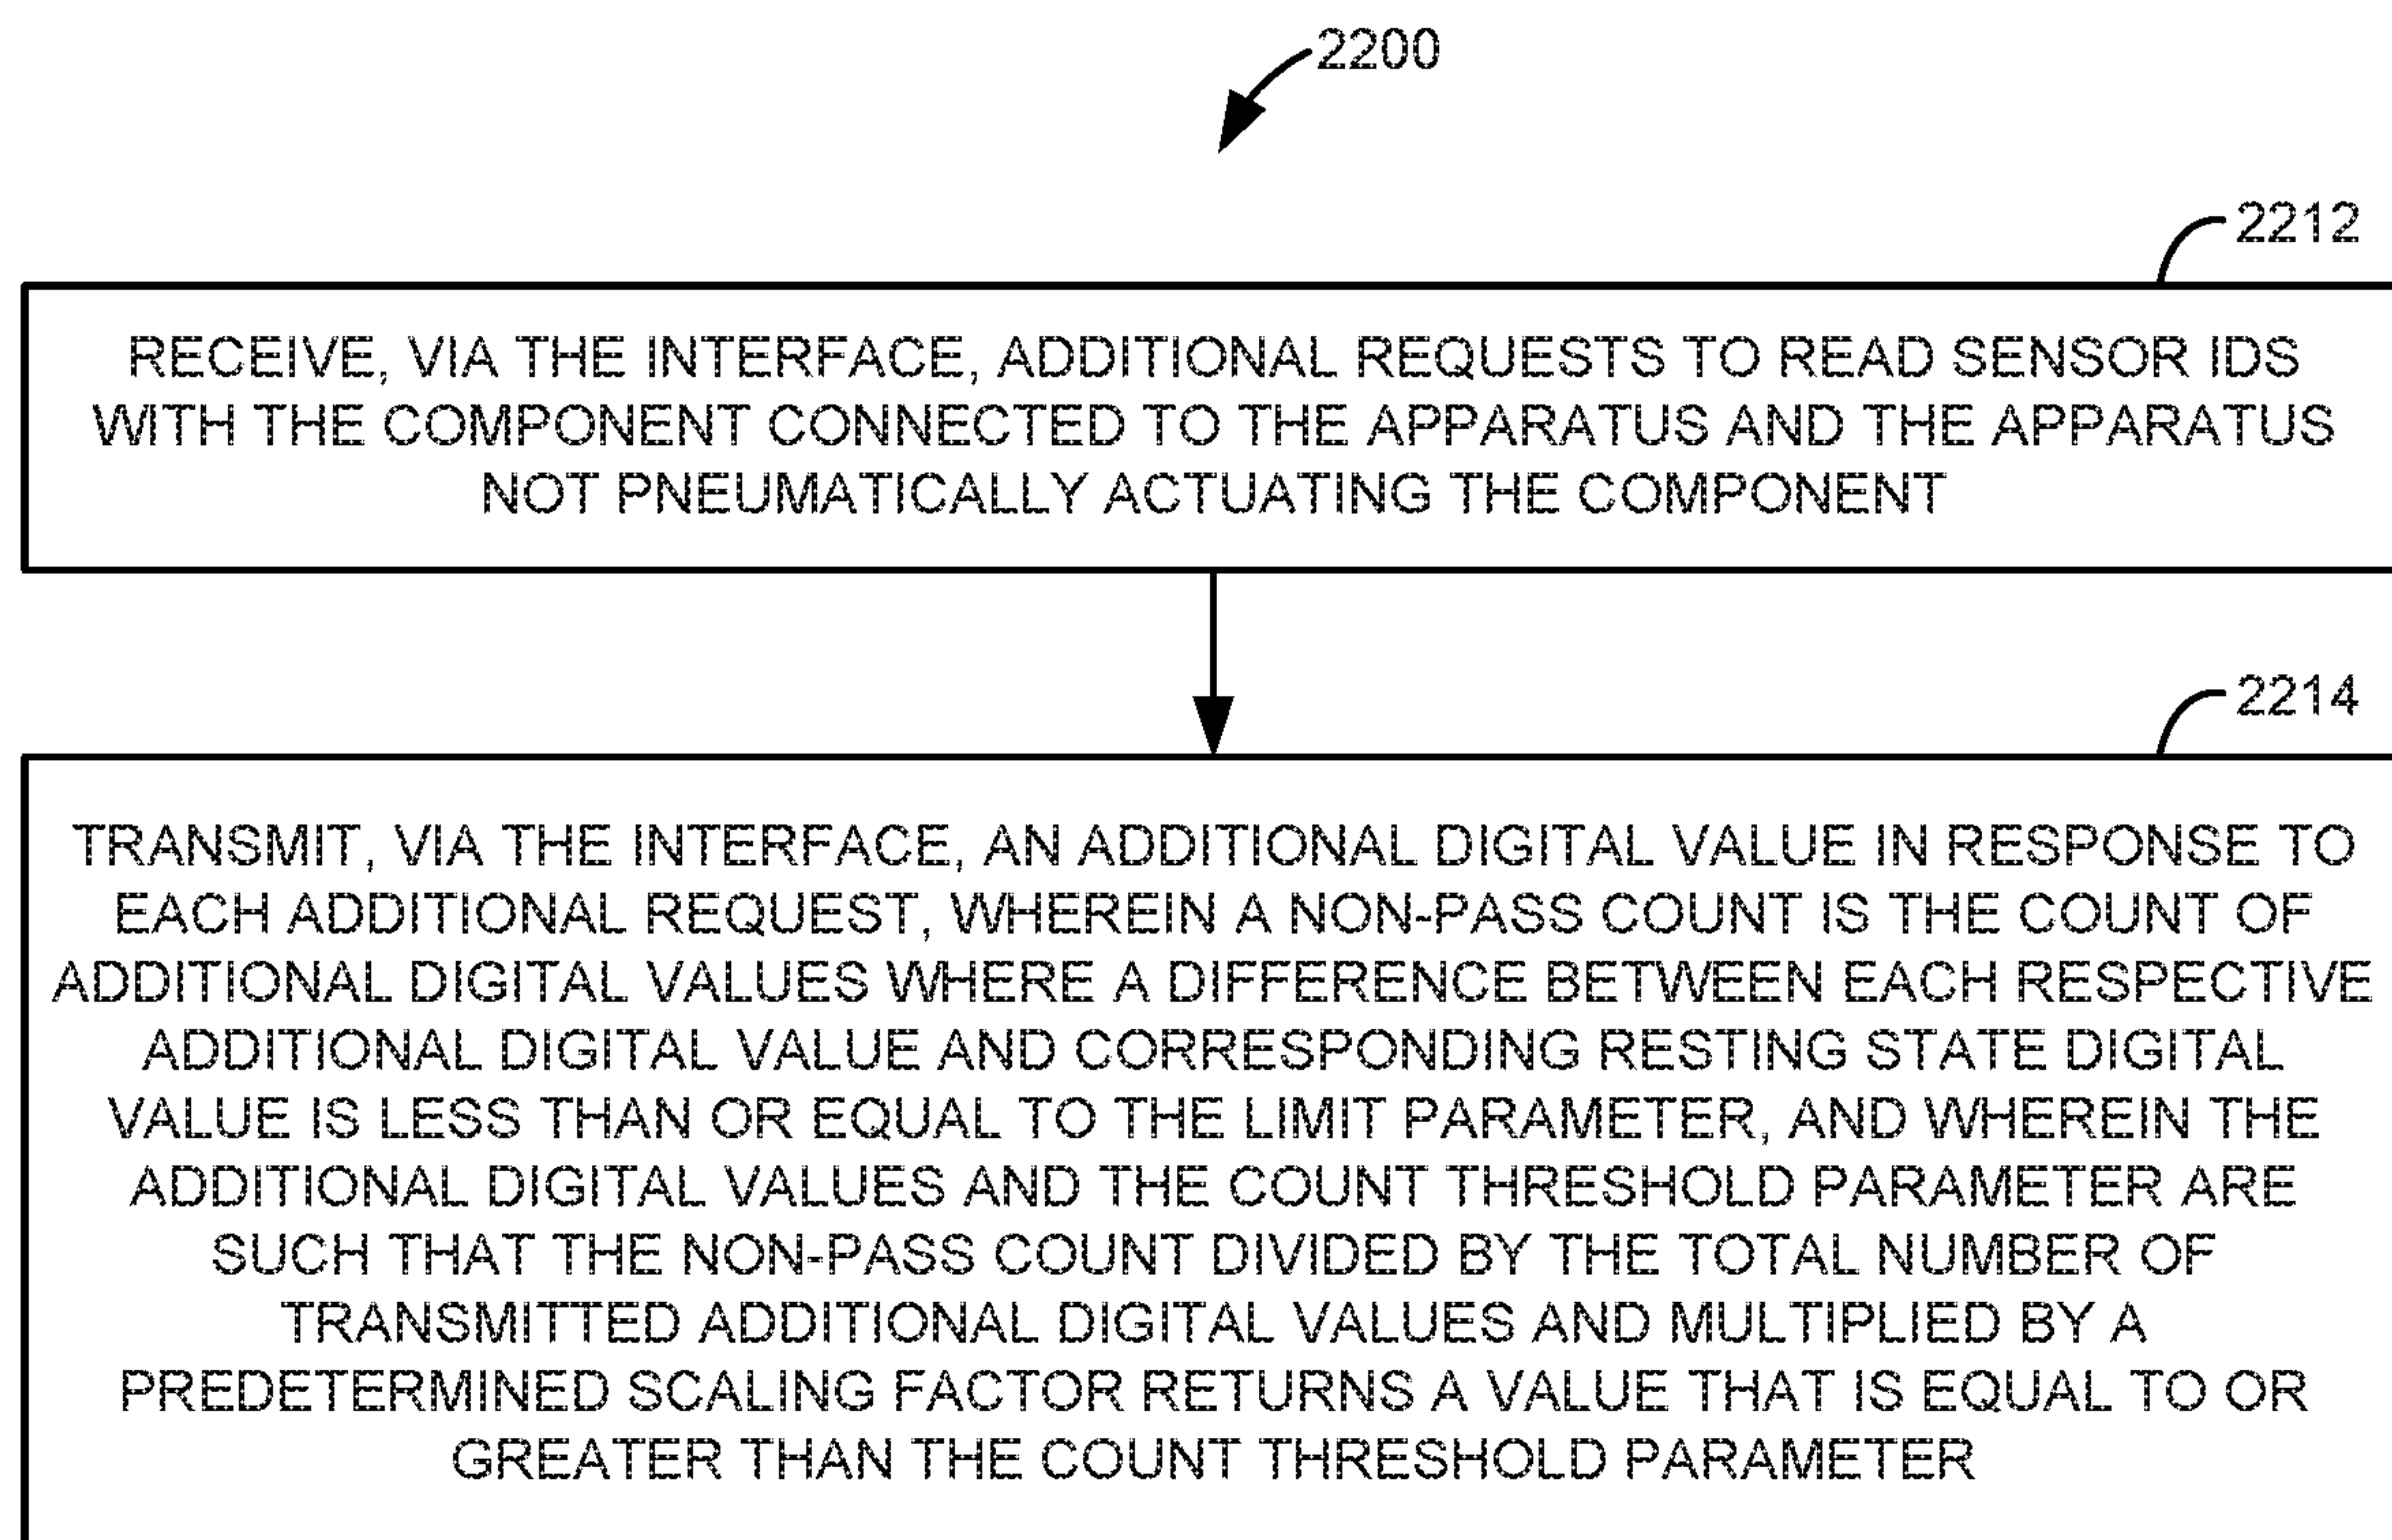 2200
2212
RECEIVE, VIA THE INTERFACE, ADDITIONAL REQUESTS TO READ SENSOR IDS
WITH THE COMPONENT CONNECTED TO THE APPARATUS AND THE APPARATUS
NOT PNEUMATICALLY ACTUATING THE COMPONENT
2214
TRANSMIT, VIA THE INTERFACE, AN ADDITIONAL DIGITAL VALUE IN RESPONSE TO
EACH ADDITIONAL REQUEST, WHEREIN A NON-PASS COUNT IS THE COUNT OF
ADDITIONAL DIGITAL VALUES WHERE A DIFFERENCE BETWEEN EACH RESPECTIVE
ADDITIONAL DIGITAL VALUE AND CORRESPONDING RESTING STATE DIGITAL
VALUE IS LESS THAN OR EQUAL TO THE LIMIT PARAMETER, AND WHEREIN THE
ADDITIONAL DIGITAL VALUES AND THE COUNT THRESHOLD PARAMETER ARE
SUCH THAT THE NON-PASS COUNT DIVIDED BY THE TOTAL NUMBER OF
TRANSMITTED ADDITIONAL DIGITAL VALUES AND MULTIPLIED BY A
PREDETERMINED SCALING FACTOR RETURNS A VALUE THAT IS EQUAL TO OR
GREATER THAN THE COUNT THRESHOLD PARAMETER